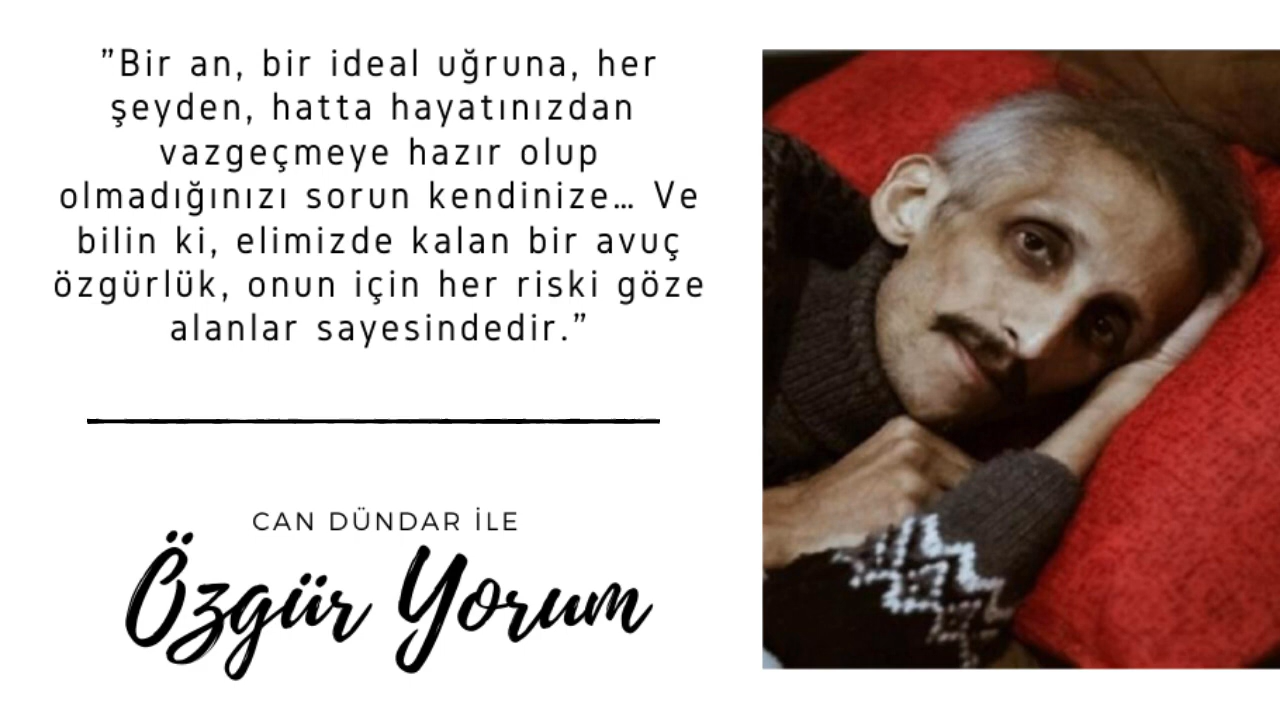 ”Bir an, bir ideal uğruna, her
şeyden, hatta hayatınızdan
vazgeçmeye hazır olup
olmadığınızı sorun kendinize… Ve
bilin ki, elimizde kalan bir avuç
özgürlük, onun için her riski göze
alanlar sayesindedir.”
CAN DÜNDAR İLE
Özgür Yorum